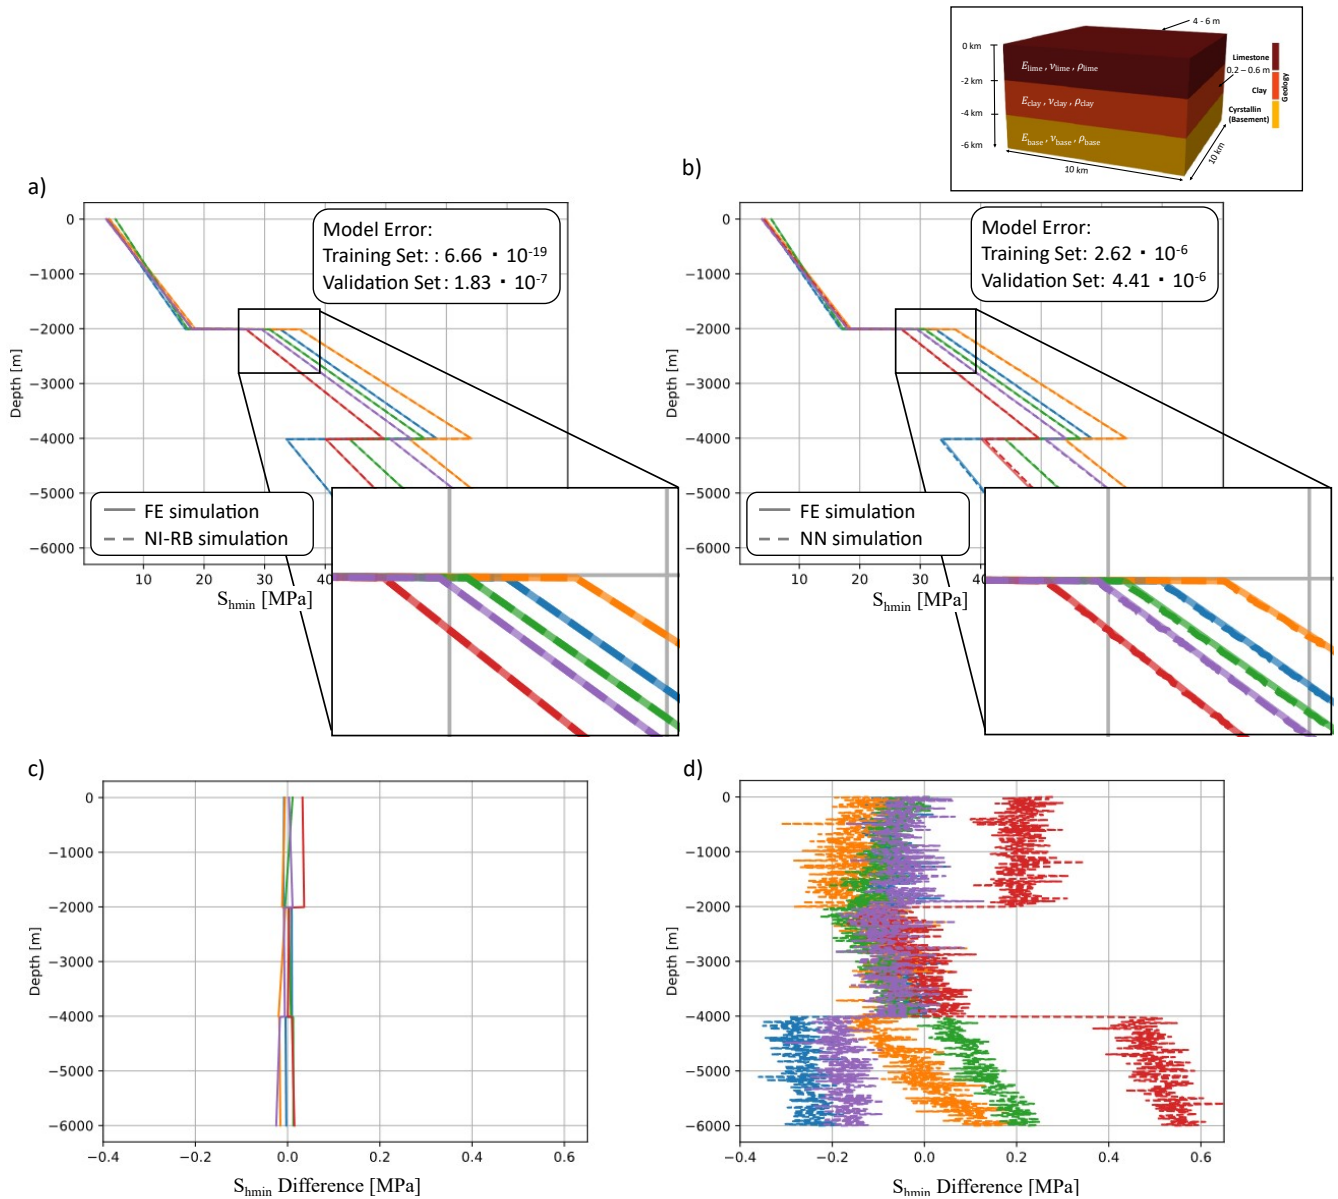 4 - 6 m
0 km
-2 km
-4 km
-6 km
E_lime , ν_lime , ρ_lime
E_clay , ν_clay , ρ_clay
E_base , ν_base , ρ_base
Limestone
0.2 – 0.6 m
Clay
Cyrstallin
(Basement)
Geology
10 km
10 km
a)
0
−1000
−2000
−3000
−4000
−5000
−6000
Depth [m]
Model Error:
Training Set: : 6.66 · 10^-19
Validation Set: 1.83 · 10^-7
FE simulation
NI-RB simulation
10 20 30 40
S_hmin [MPa]
b)
0
−1000
−2000
−3000
−4000
−5000
−6000
Depth [m]
Model Error:
Training Set: 2.62 · 10^-6
Validation Set: 4.41 · 10^-6
FE simulation
NN simulation
10 20 30 40
S_hmin [MPa]
c)
0
−1000
−2000
−3000
−4000
−5000
−6000
Depth [m]
−0.4 −0.2 0.0 0.2 0.4 0.6
S_hmin Difference [MPa]
d)
0
−1000
−2000
−3000
−4000
−5000
−6000
Depth [m]
−0.4 −0.2 0.0 0.2 0.4 0.6
S_hmin Difference [MPa]